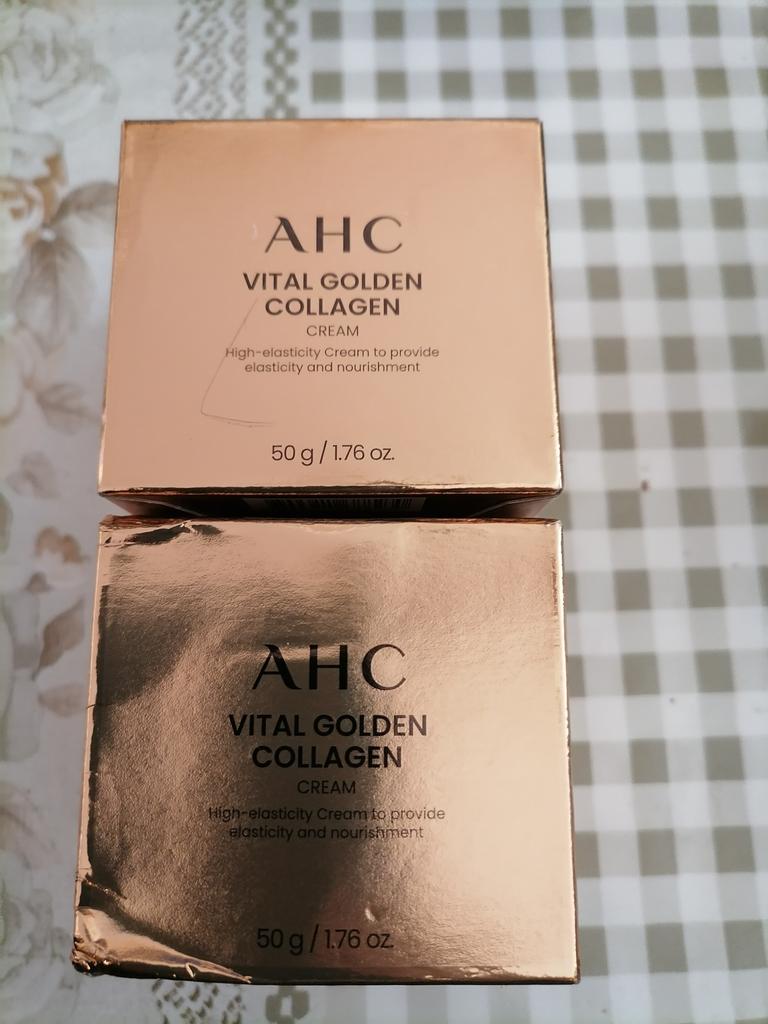 AHC
VITAL GOLDEN
COLLAGEN
CREAM
High-elasticity Cream to provide
elasticity and nourishment
50 g / 1.76 oz.
AHC
VITAL GOLDEN
COLLAGEN
CREAM
High-elasticity Cream to provide
elasticity and nourishment
50 g / 1.76 oz.